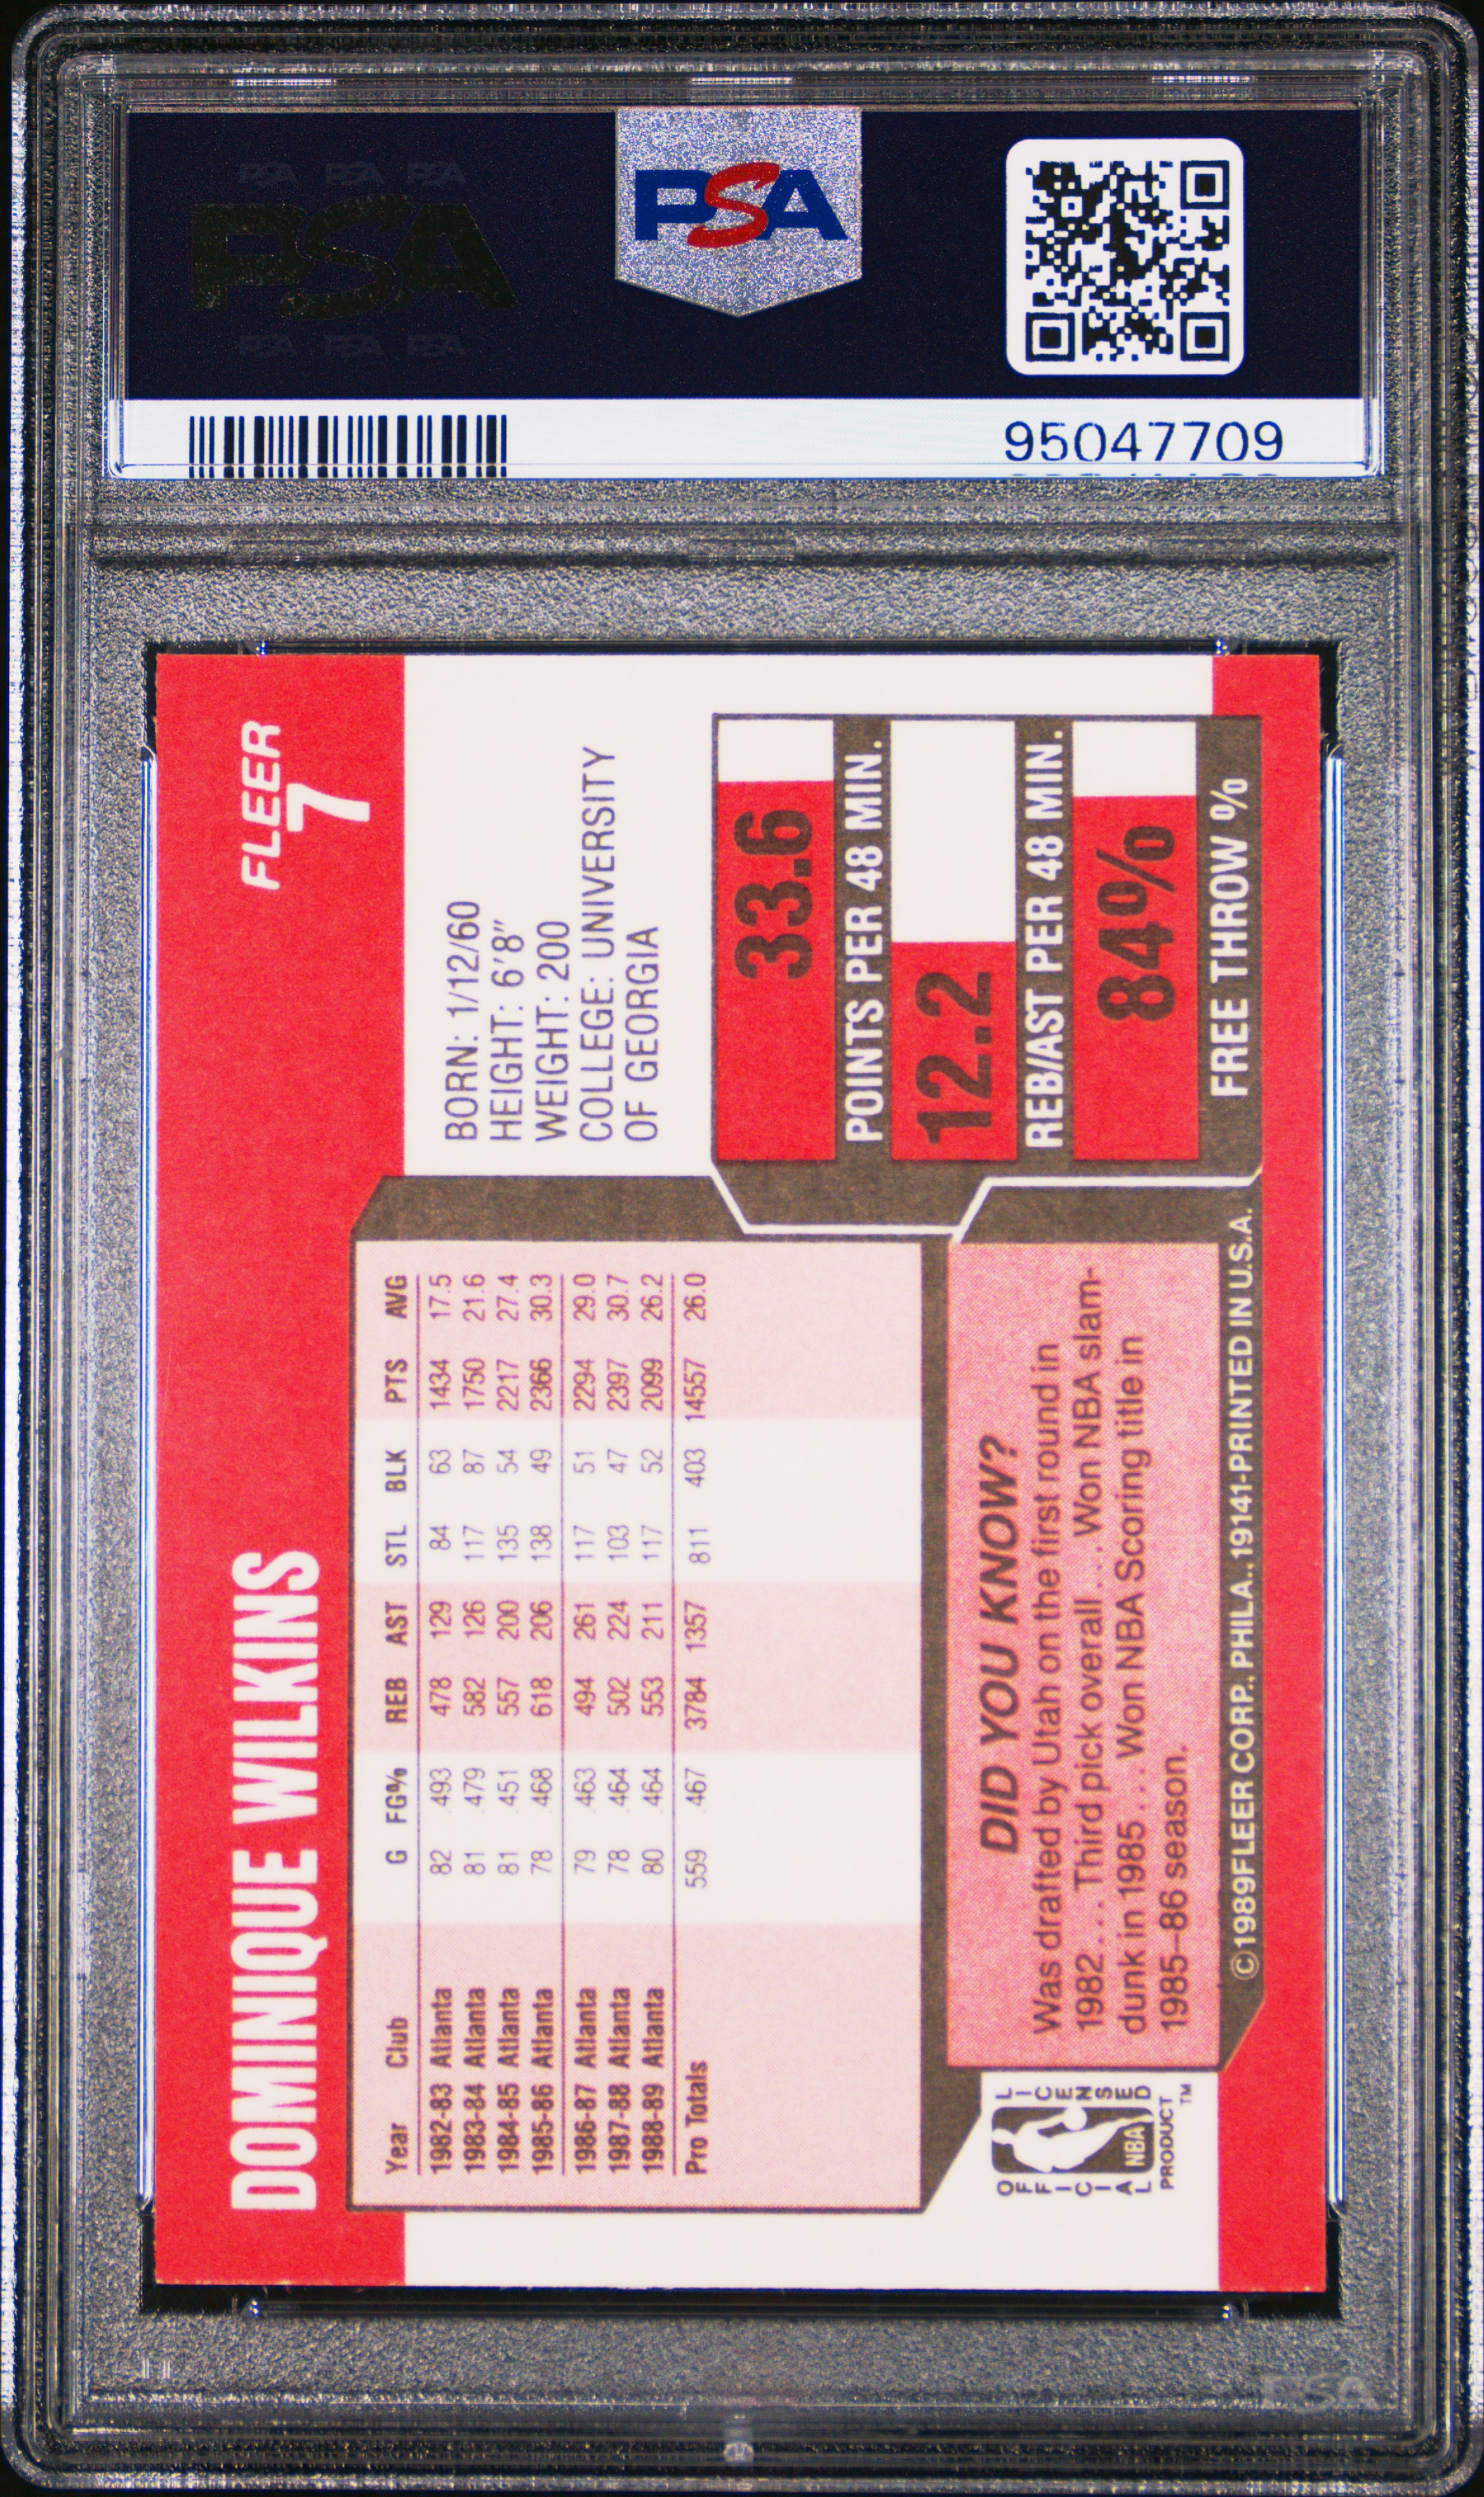 PSA PSA PSA
PSA
PSA PSA PSA
PSA
95047709
FLEER
7
DOMINIQUE WILKINS
BORN: 1/12/60
HEIGHT: 6'8"
WEIGHT: 200
COLLEGE: UNIVERSITY
OF GEORGIA
Year Club G FG% REB AST STL BLK PTS AVG
1982-83 Atlanta 82 .493 478 129 84 63 1434 17.5
1983-84 Atlanta 81 .479 582 126 117 87 1750 21.6
1984-85 Atlanta 81 .451 557 200 135 54 2217 27.4
1985-86 Atlanta 78 .468 618 206 138 49 2366 30.3
1986-87 Atlanta 79 .463 494 261 117 51 2294 29.0
1987-88 Atlanta 78 .464 502 224 103 47 2397 30.7
1988-89 Atlanta 80 .464 553 211 117 52 2099 26.2
Pro Totals 559 .467 3784 1357 811 403 14557 26.0
33.6
POINTS PER 48 MIN.
12.2
REB/AST PER 48 MIN.
84%
FREE THROW %
DID YOU KNOW?
Was drafted by Utah on the first round in
1982... Third pick overall... Won NBA slam-
dunk in 1985... Won NBA Scoring title in
1985–86 season.
OFFICIAL LICENSED
NBA
PRODUCT
TM
©1989FLEER CORP., PHILA., 19141-PRINTED IN U.S.A.
PSA